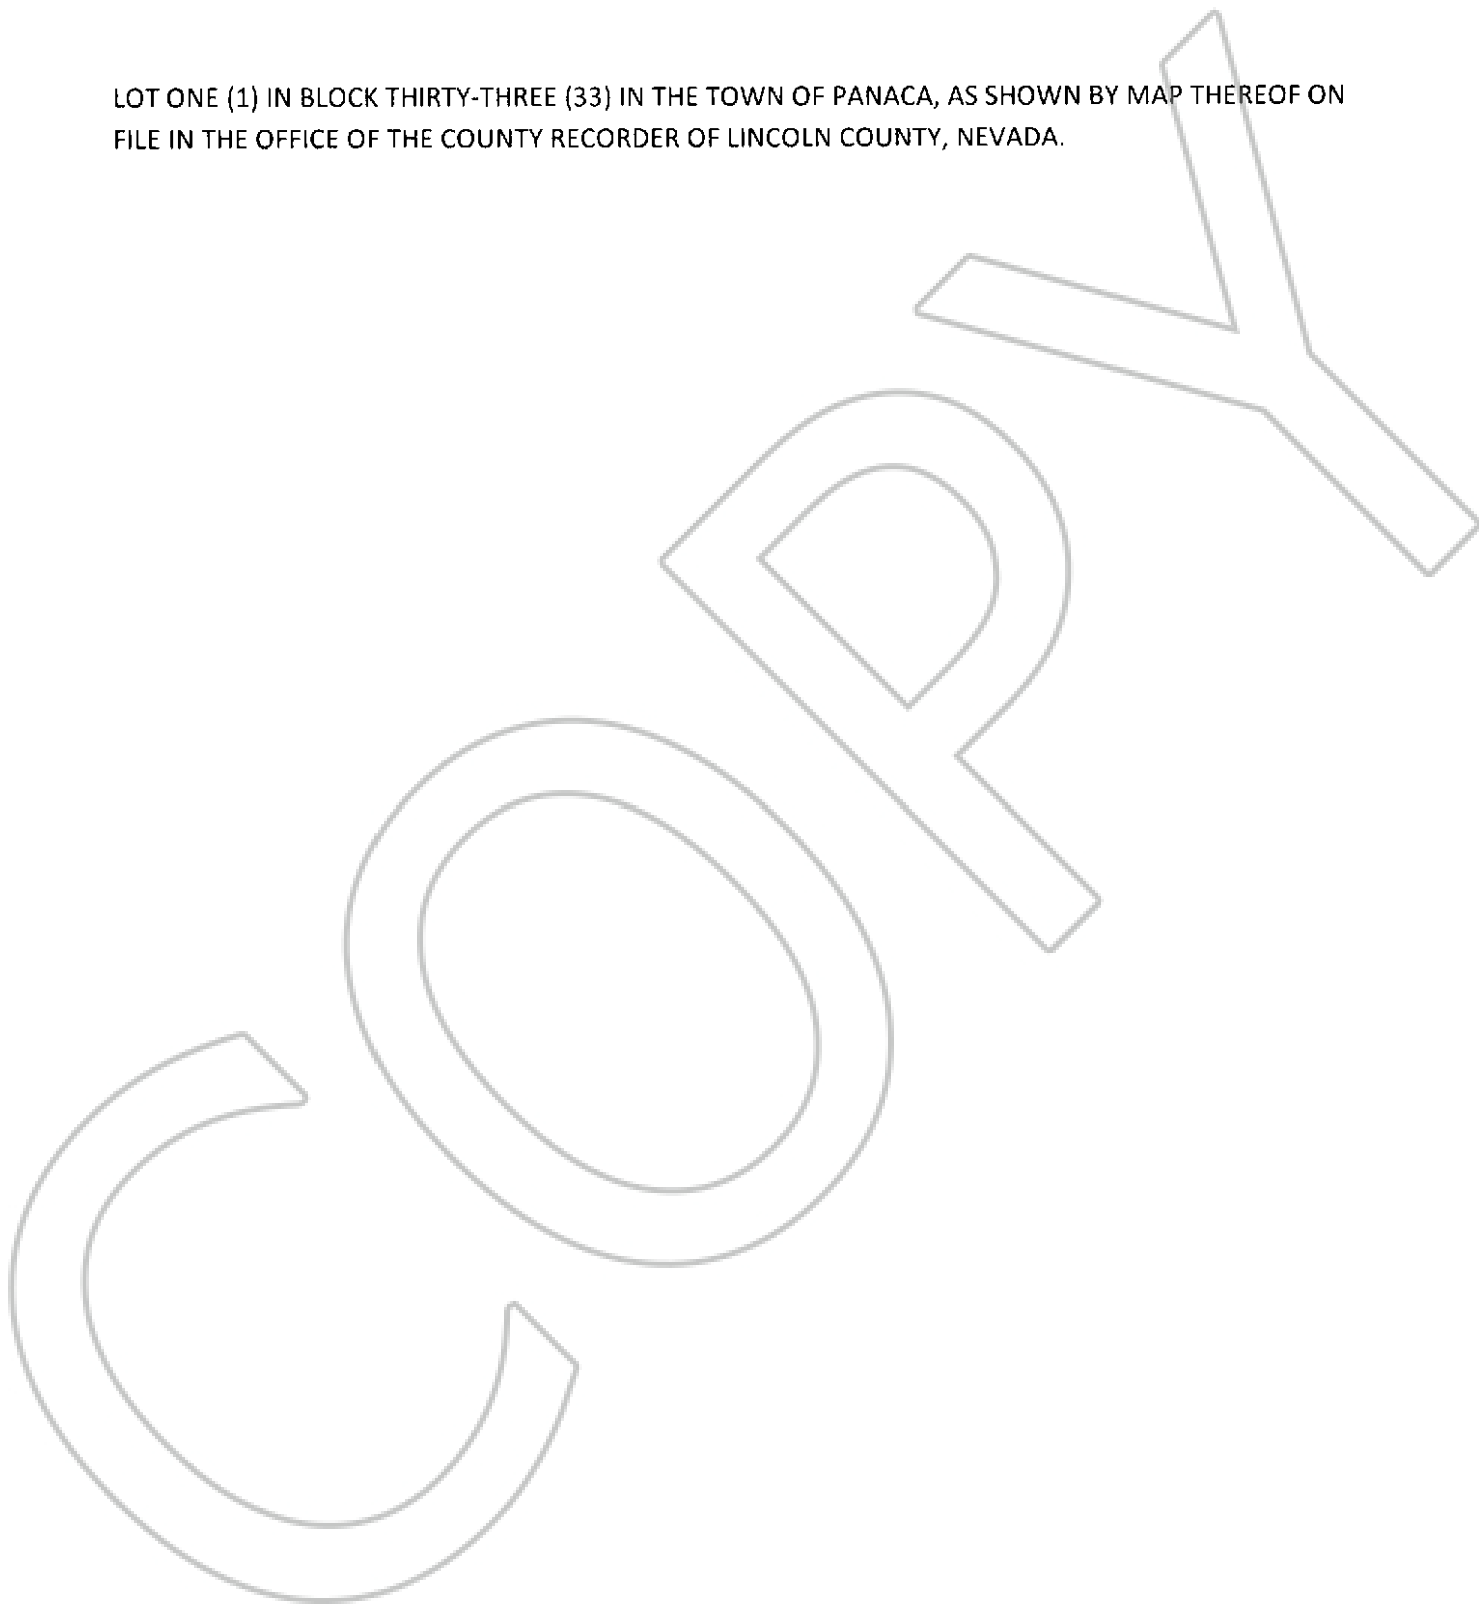 LOT ONE (1) IN BLOCK THIRTY-THREE (33) IN THE TOWN OF PANACA, AS SHOWN BY MAP THEREOF ON
FILE IN THE OFFICE OF THE COUNTY RECORDER OF LINCOLN COUNTY, NEVADA.
COPY